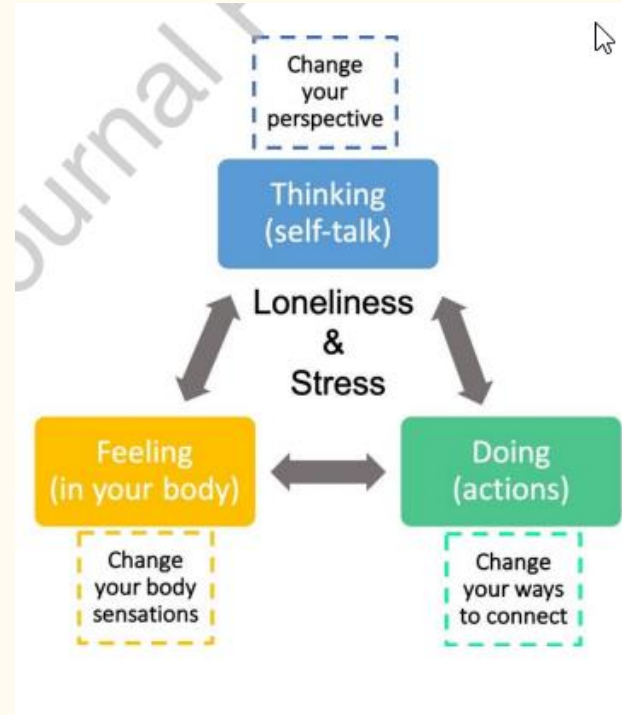 Change
your
perspective
Thinking
(self-talk)
Loneliness
&
Stress
Feeling
(in your body)
Doing
(actions)
Change
your body
sensations
Change
your ways
to connect